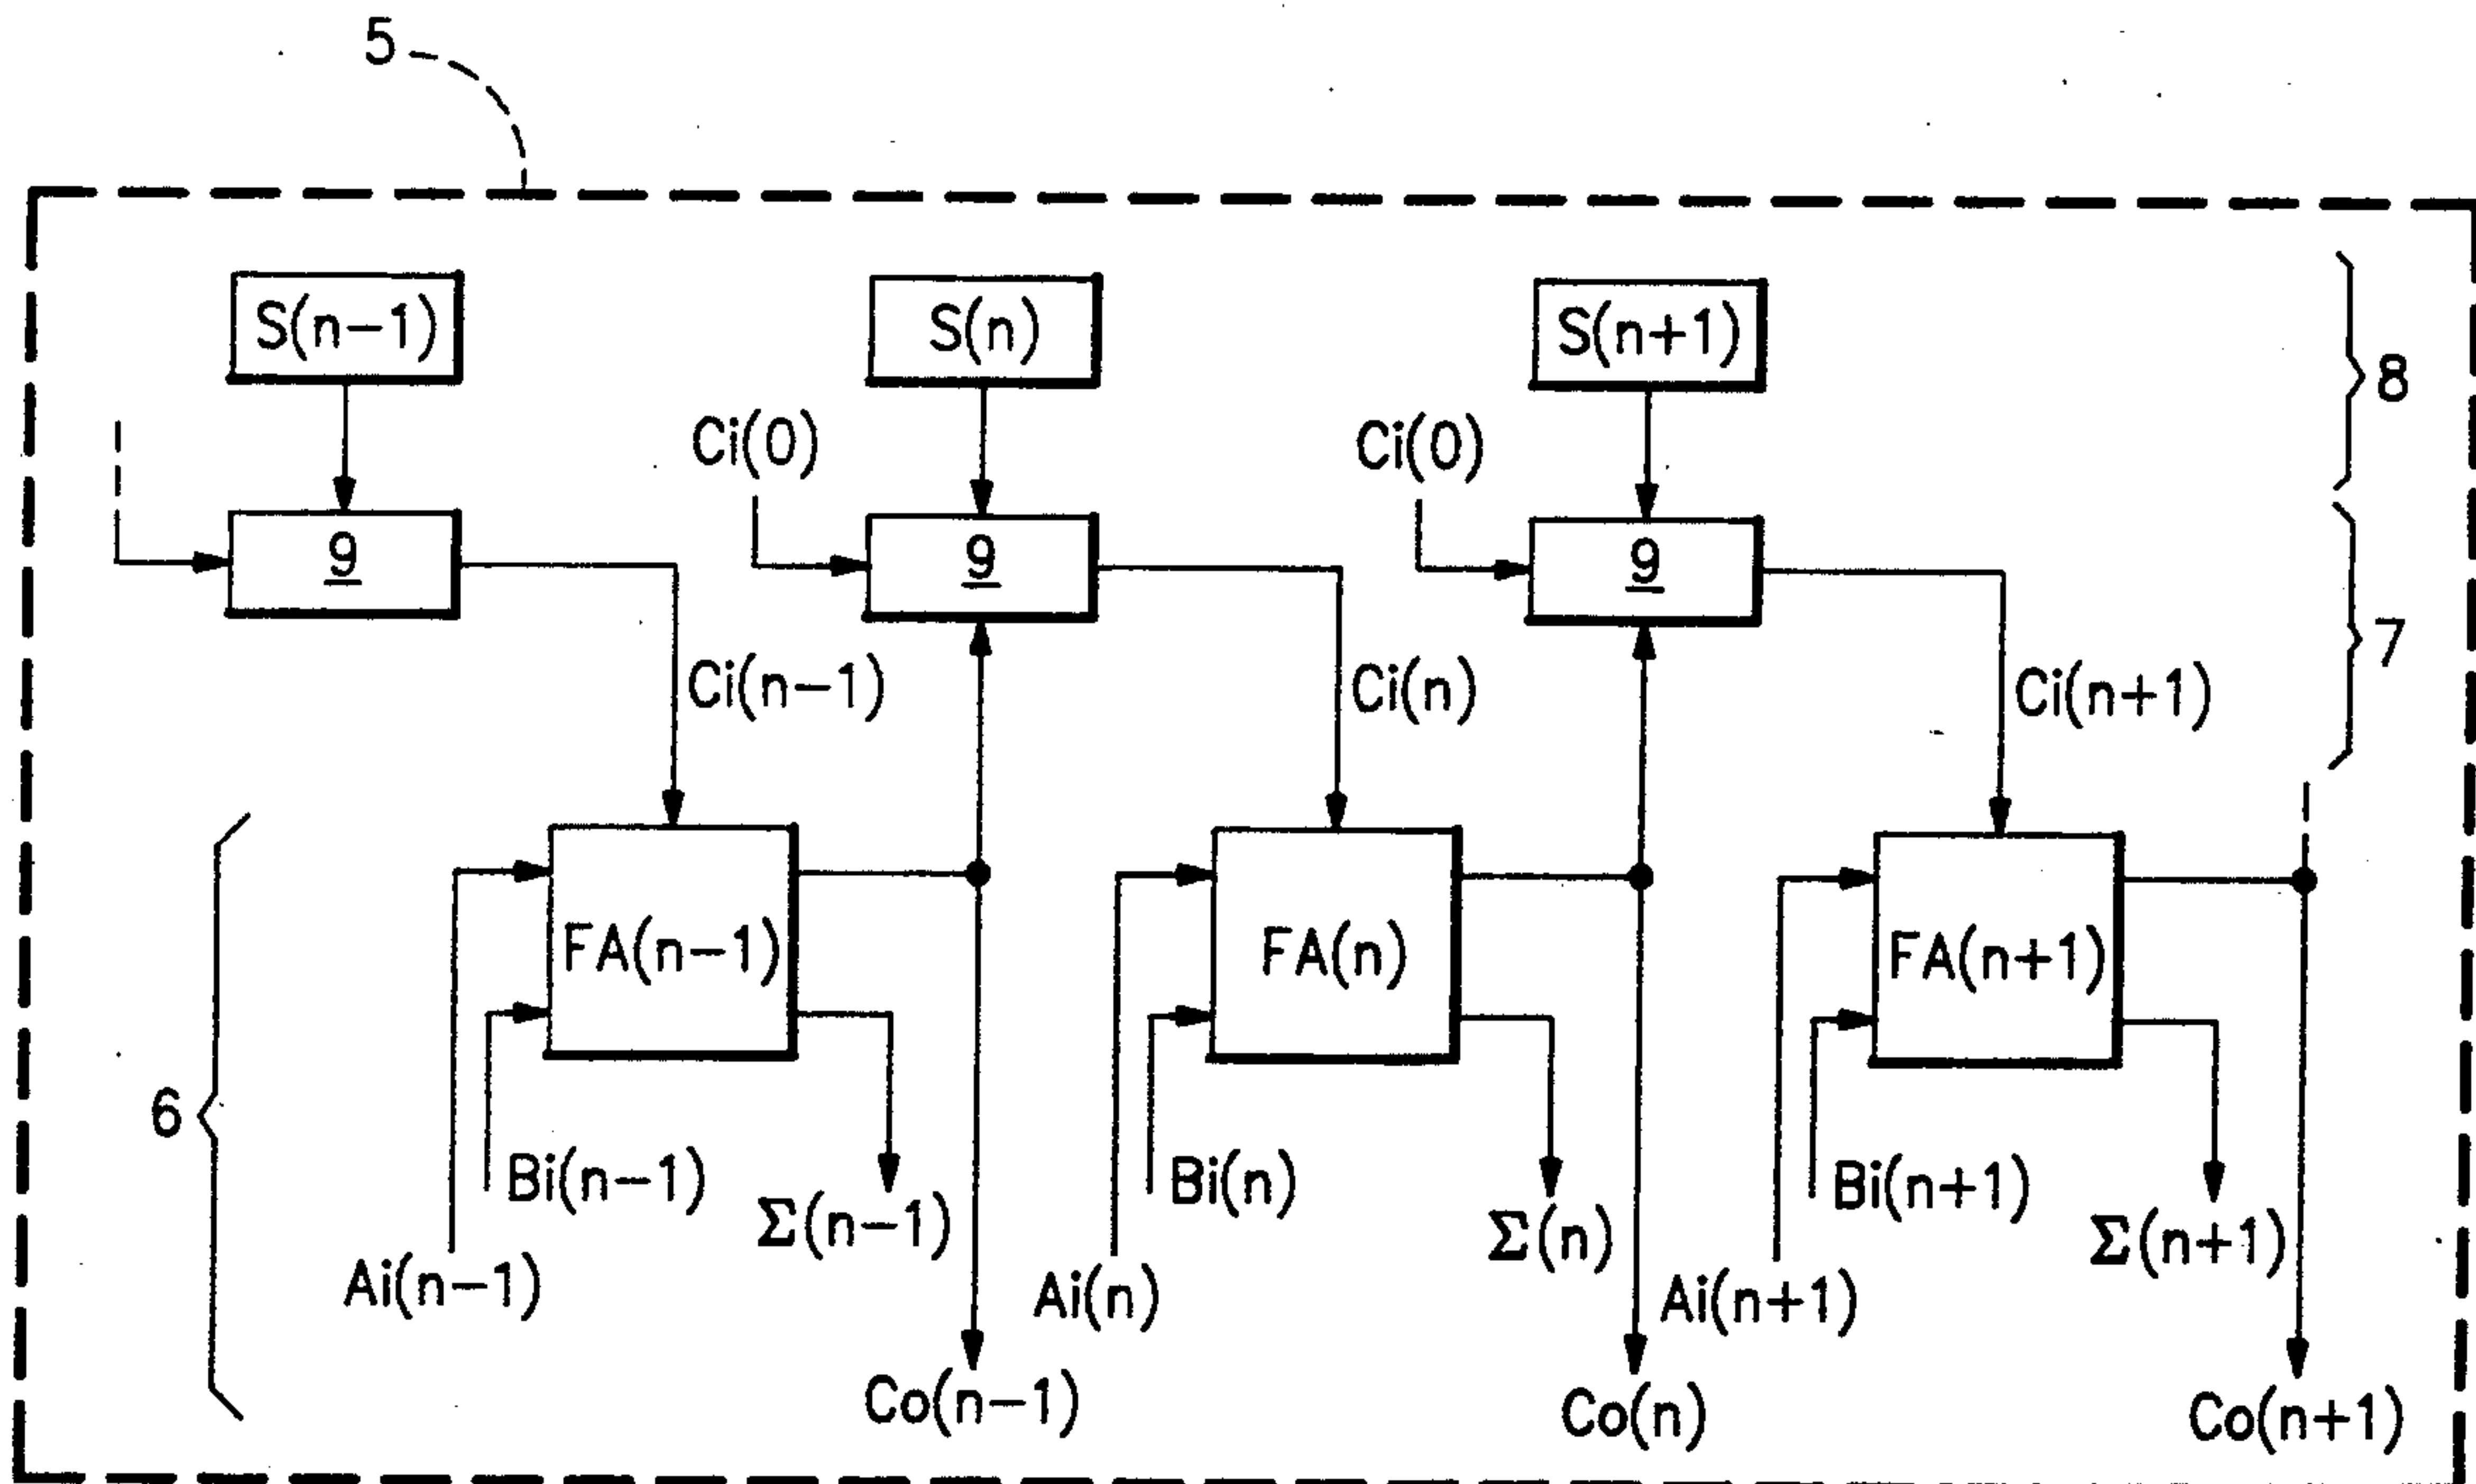 5
S(n-1)
S(n)
S(n+1)
8
Ci(0)
Ci(0)
9
9
9
7
Ci(n-1)
Ci(n)
Ci(n+1)
FA(n-1)
FA(n)
FA(n+1)
6
Bi(n-1)
Bi(n)
Bi(n+1)
Σ(n-1)
Σ(n)
Σ(n+1)
Ai(n-1)
Ai(n)
Ai(n+1)
Co(n-1)
Co(n)
Co(n+1)